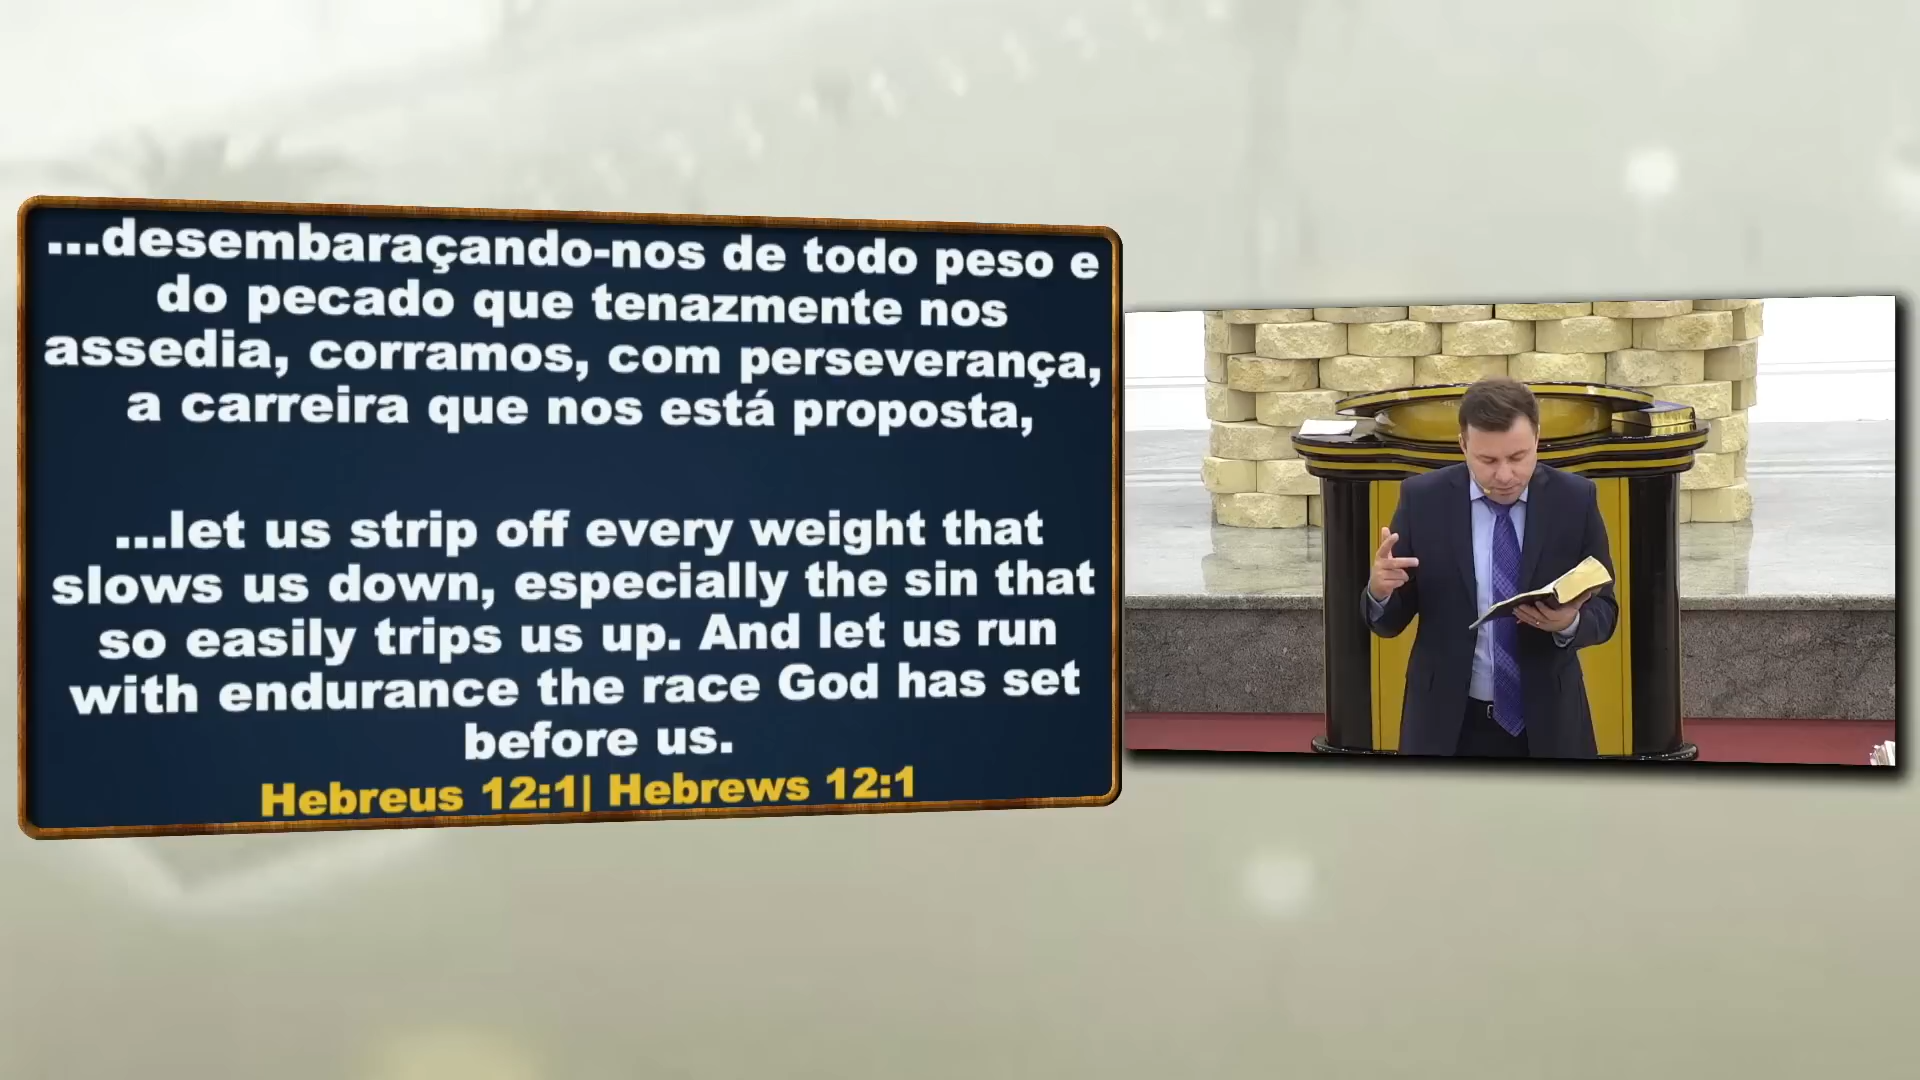 ...desembaraçando-nos de todo peso e
do pecado que tenazmente nos
assedia, corramos, com perseverança,
a carreira que nos está proposta,
...let us strip off every weight that
slows us down, especially the sin that
so easily trips us up. And let us run
with endurance the race God has set
before us.
Hebreus 12:1| Hebrews 12:1